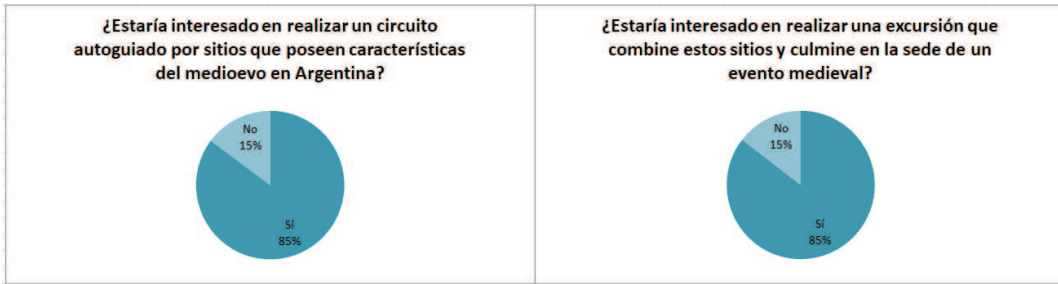 ¿Estaría interesado en realizar un circuito
autoguiado por sitios que poseen características
del medioevo en Argentina?
No
15%
Sí
85%
¿Estaría interesado en realizar una excursión que
combine estos sitios y culmine en la sede de un
evento medieval?
No
15%
Sí
85%